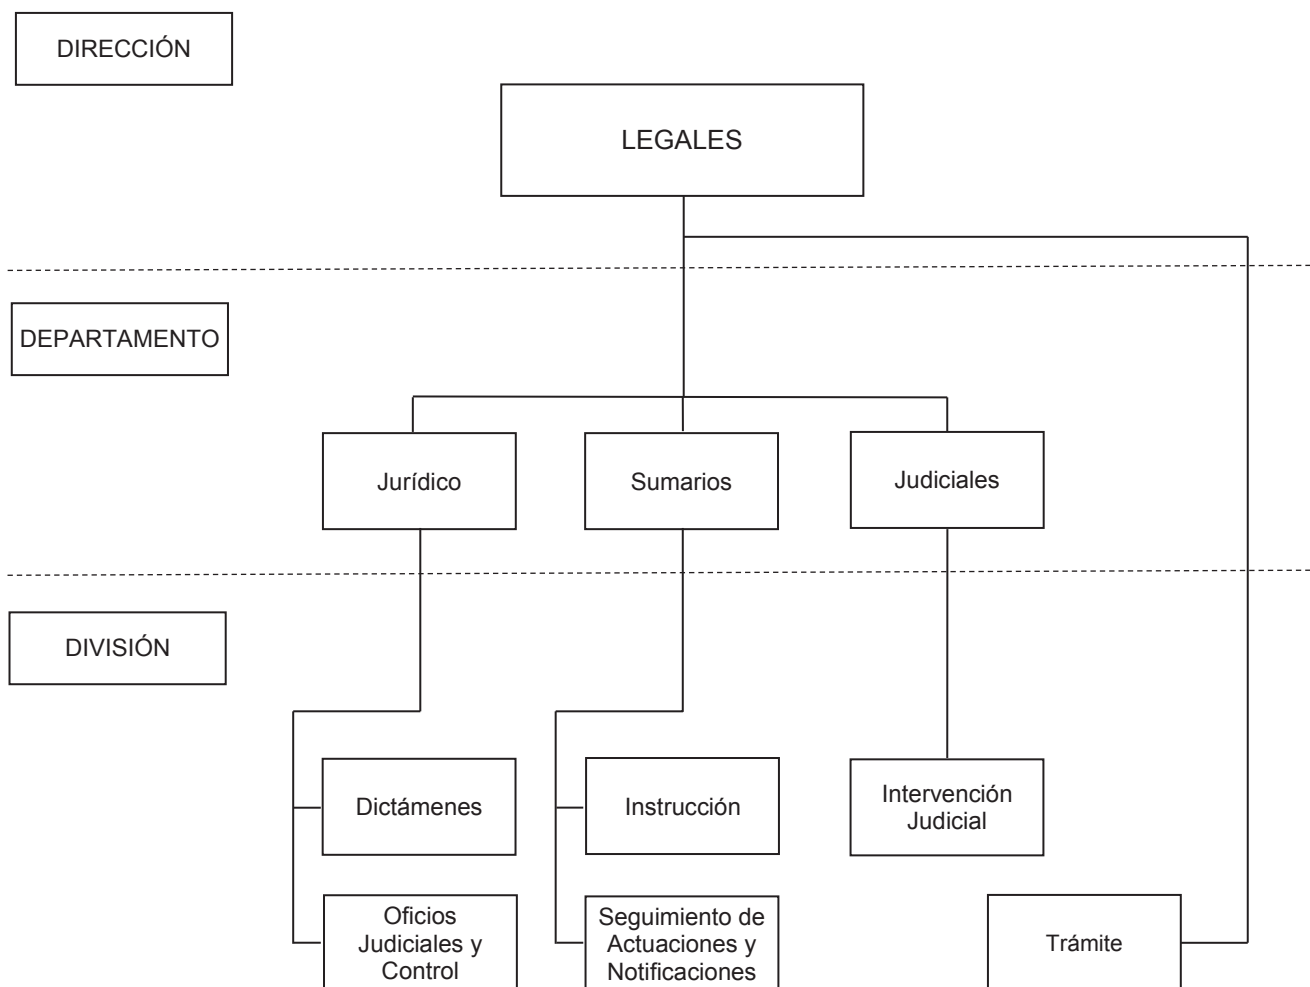 DIRECCIÓN
LEGALES
DEPARTAMENTO
Jurídico
Sumarios
Judiciales
DIVISIÓN
Dictámenes
Instrucción
Intervención
Judicial
Oficios
Judiciales y
Control
Seguimiento de
Actuaciones y
Notificaciones
Trámite